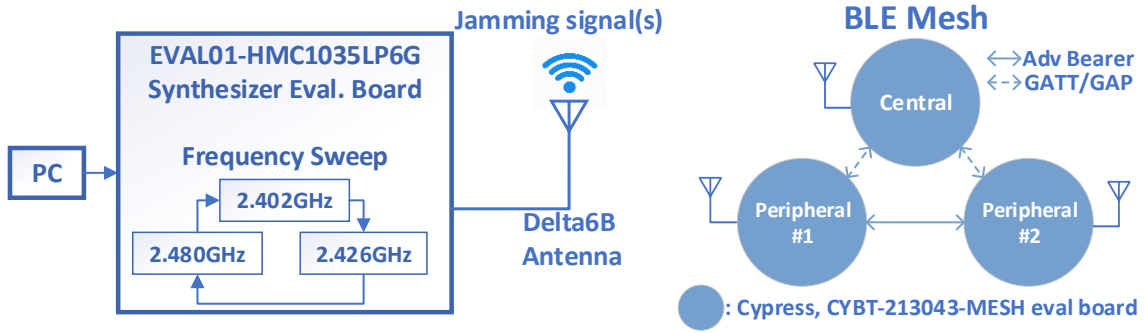 Jamming signal(s)
EVAL01-HMC1035LP6G
Synthesizer Eval. Board
Frequency Sweep
PC
2.402GHz
2.480GHz
2.426GHz
Delta6B
Antenna
BLE Mesh
Adv Bearer
GATT/GAP
Central
Peripheral
#1
Peripheral
#2
: Cypress, CYBT-213043-MESH eval board